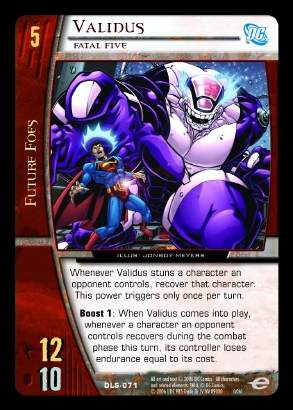 5
VALIDUS
FATAL FIVE
DC
FUTURE FOES
ILLUS: JONBOY MEYERS
Whenever Validus stuns a character an
opponent controls, recover that character.
This power triggers only once per turn.
Boost 1: When Validus comes into play,
whenever a character an opponent
controls recovers during the combat
phase this turn, its controller loses
endurance equal to its cost.
12
10
DLS-071